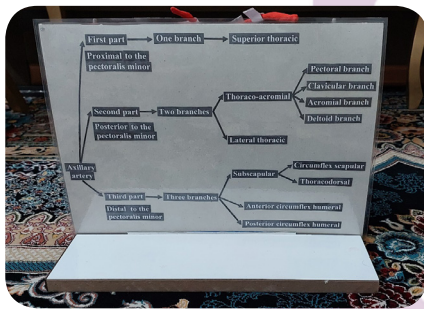 First part
One branch
Superior thoracic
Proximal to the
pectoralis minor
Pectoral branch
Clavicular branch
Thoraco-acromial
Acromial branch
Deltoid branch
Second part
Two branches
Posterior to the
pectoralis minor
Lateral thoracic
Axillary
artery
Circumflex scapular
Subscapular
Thoracodorsal
Third part
Three branches
Distal to the
pectoralis minor
Anterior circumflex humeral
Posterior circumflex humeral